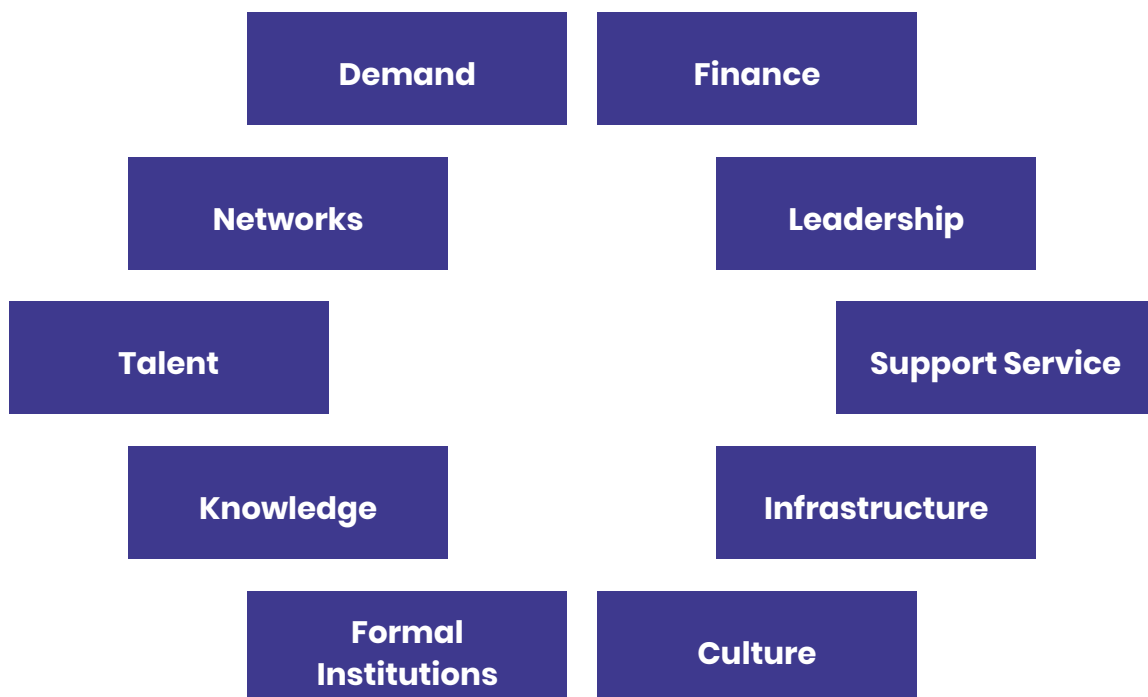 Demand
Finance
Networks
Leadership
Talent
Support Service
Knowledge
Infrastructure
Formal
Institutions
Culture